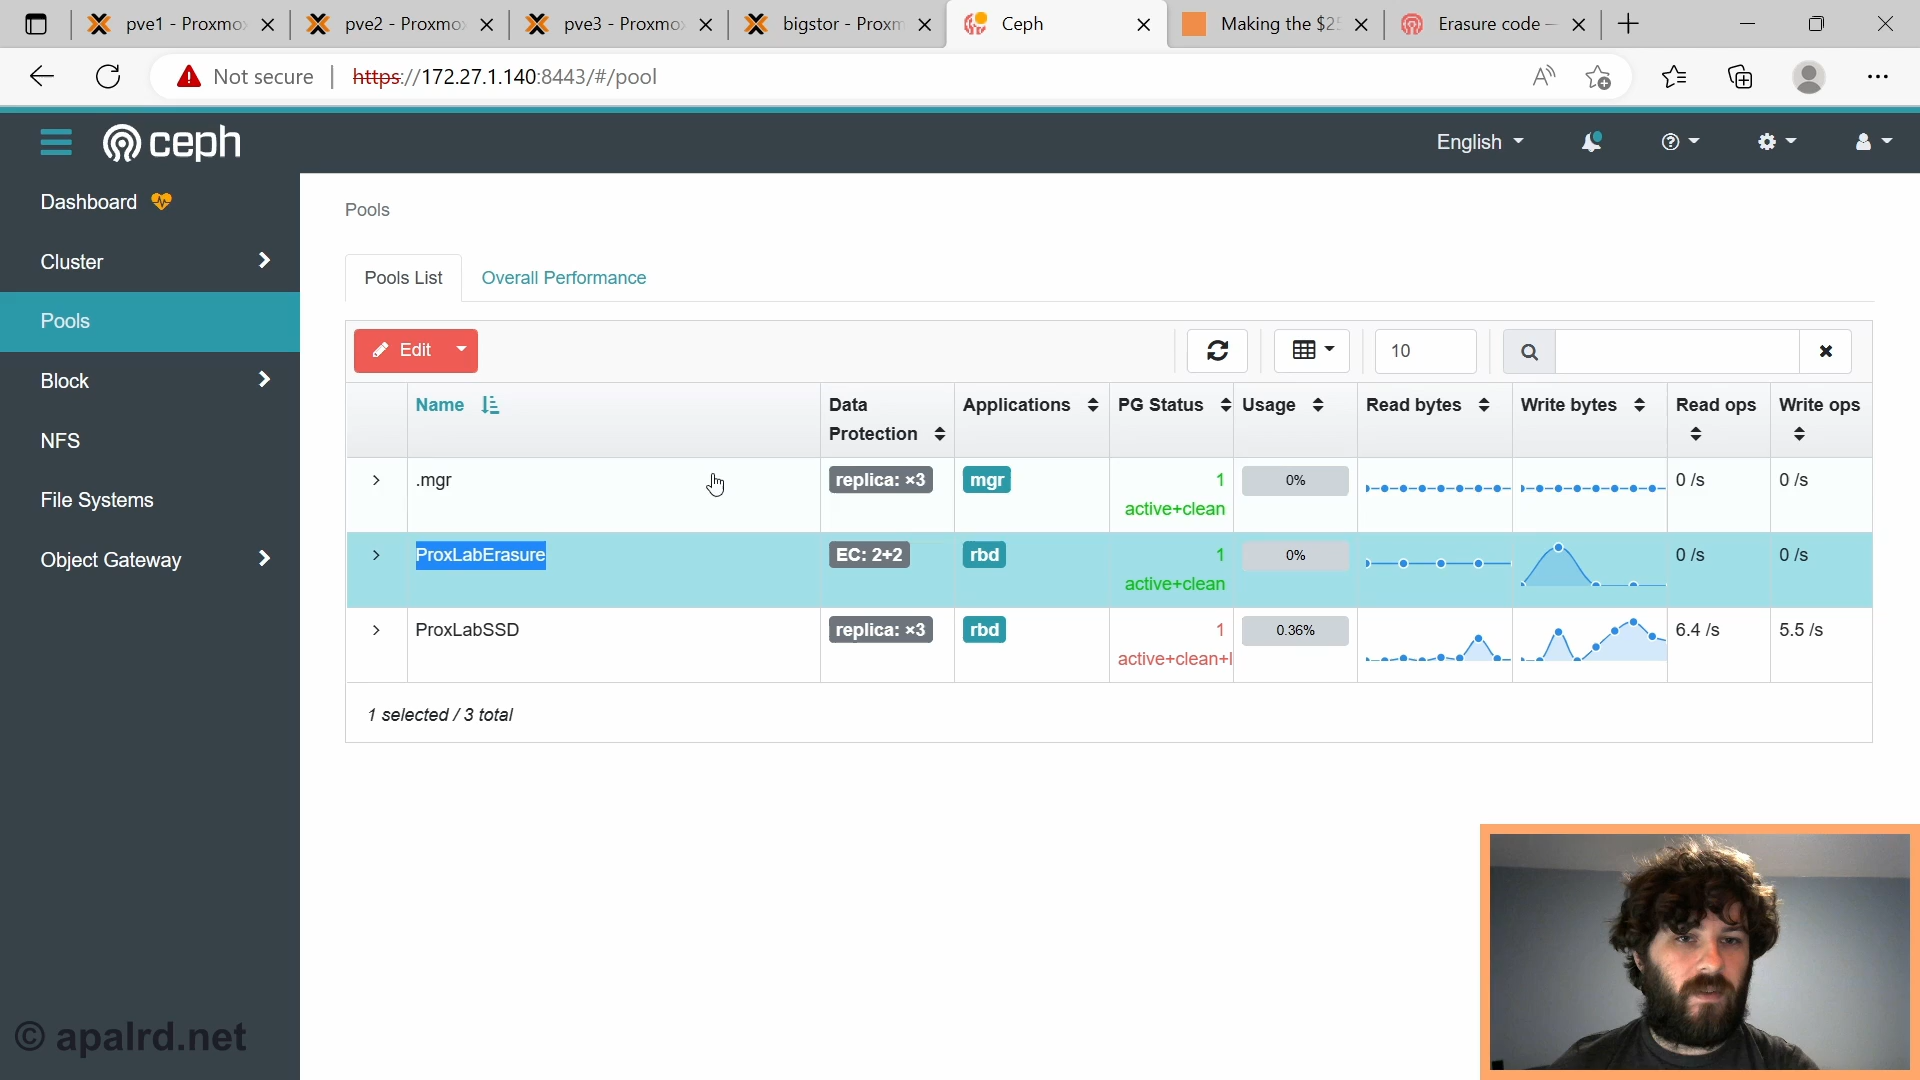 pve1 - Proxmo
pve2 - Proxmo
pve3 - Proxmo
bigstor - Proxm
Ceph
Making the $25
Erasure code –
Not secure
https://172.27.1.140:8443/#/pool
ceph
English
Dashboard
Cluster
Pools
Block
NFS
File Systems
Object Gateway
Pools
Pools List
Overall Performance
Edit
10
Name
Data Protection
Applications
PG Status
Usage
Read bytes
Write bytes
Read ops
Write ops
.mgr
replica: ×3
mgr
1 active+clean
0%
0 /s
0 /s
ProxLabErasure
EC: 2+2
rbd
1 active+clean
0%
0 /s
0 /s
ProxLabSSD
replica: ×3
rbd
1 active+clean+l
0.36%
6.4 /s
5.5 /s
1 selected / 3 total
© apalrd.net